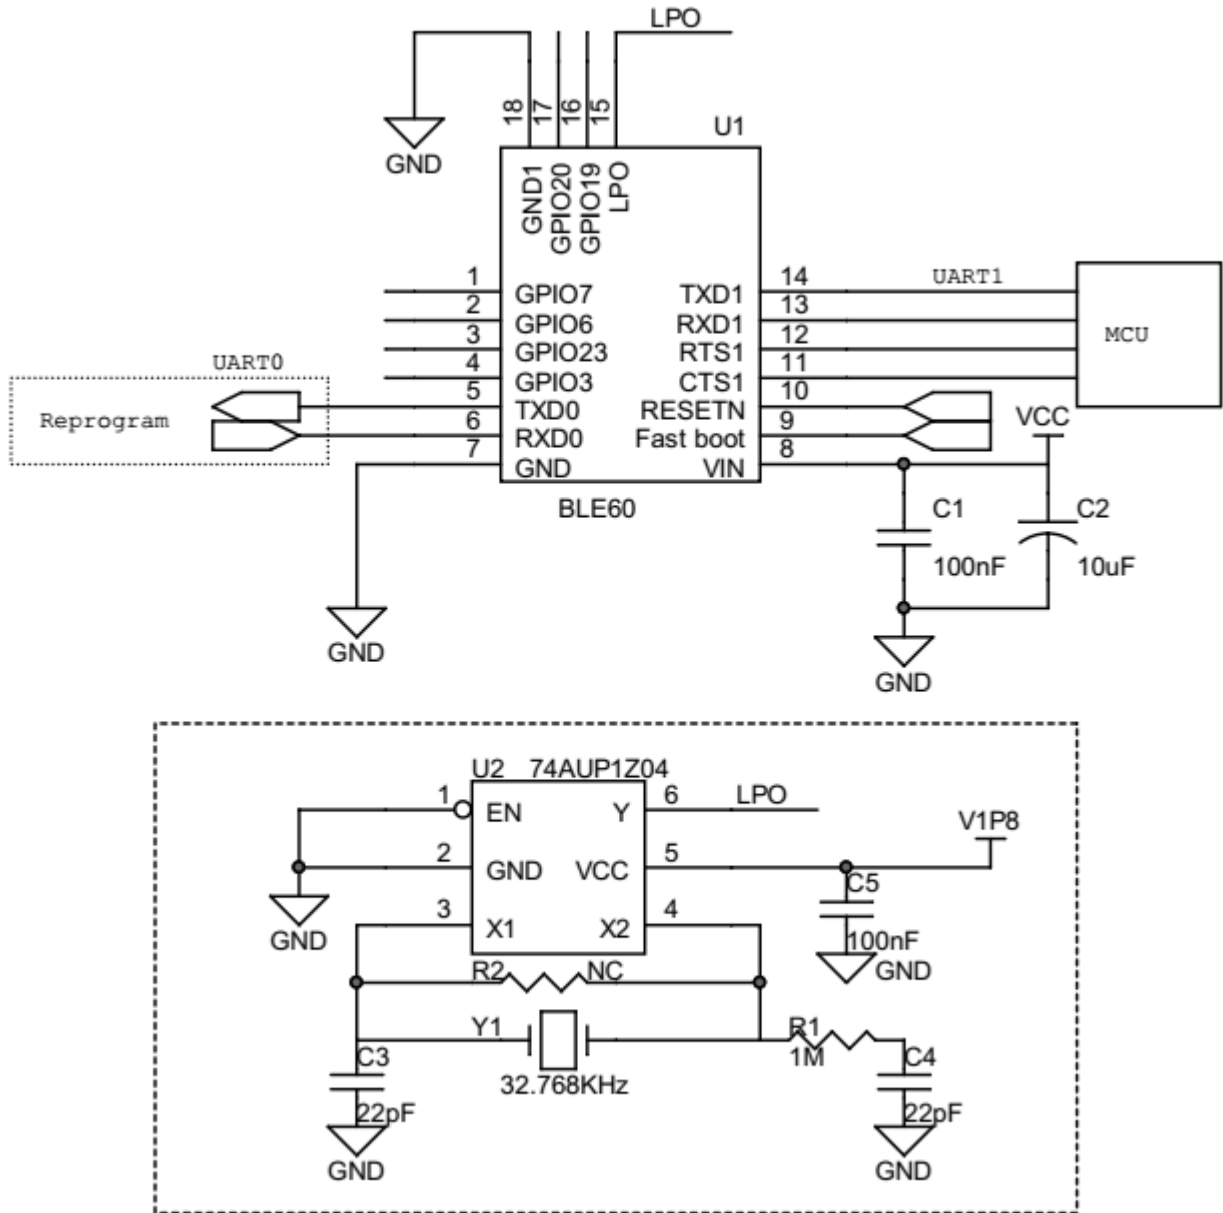 LPO
18
17
16
15
U1
GND
GND1
GPIO20
GPIO19
LPO
1
GPIO7
TXD1
14
UART1
2
GPIO6
RXD1
13
3
GPIO23
RTS1
12
MCU
UART0
4
GPIO3
CTS1
11
Reprogram
5
TXD0
RESETN
10
6
RXD0
Fast boot
9
VCC
7
GND
VIN
8
BLE60
C1
100nF
C2
10uF
GND
GND
U2 74AUP1Z04
1
EN
Y
6
LPO
V1P8
2
GND
VCC
5
C5
100nF
GND
GND
3
X1
X2
4
R2
NC
Y1
32.768KHz
R1
1M
C3
22pF
C4
22pF
GND
GND